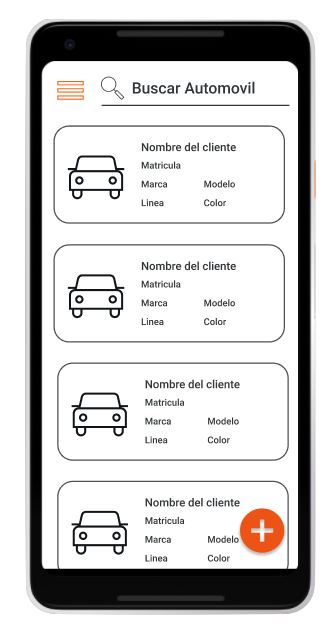 Buscar Automovil
Nombre del cliente
Matricula
Marca Modelo
Linea Color
Nombre del cliente
Matricula
Marca Modelo
Linea Color
Nombre del cliente
Matricula
Marca Modelo
Linea Color
Nombre del cliente
Matricula
Marca Modelo
Linea Color